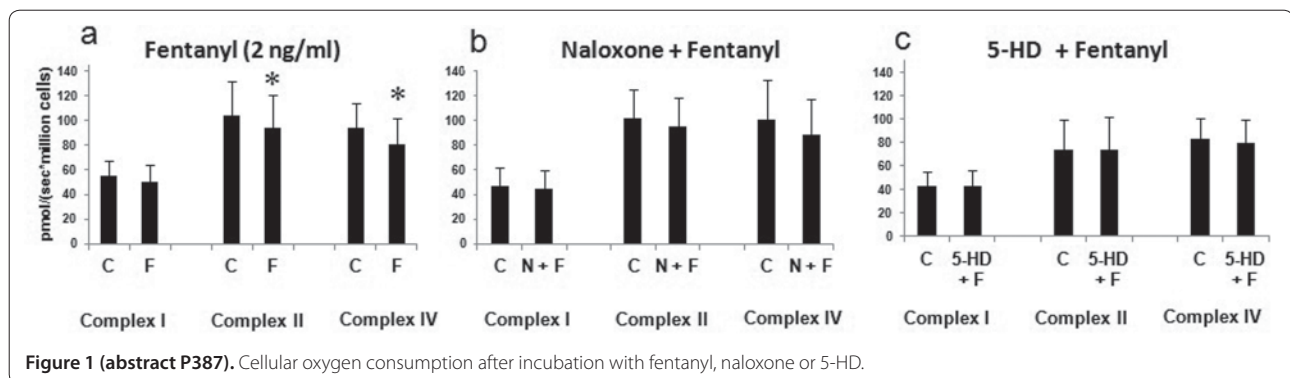 a
Fentanyl (2 ng/ml)
pmol/(sec*million cells)
140
120
100
80
60
40
20
0
*
*
C F C F C F
Complex I Complex II Complex IV
b
Naloxone + Fentanyl
140
120
100
80
60
40
20
0
C N + F C N + F C N + F
Complex I Complex II Complex IV
c
5-HD + Fentanyl
140
120
100
80
60
40
20
0
C 5-HD C 5-HD C 5-HD
+ F + F + F
Complex I Complex II Complex IV
Figure 1 (abstract P387). Cellular oxygen consumption after incubation with fentanyl, naloxone or 5-HD.